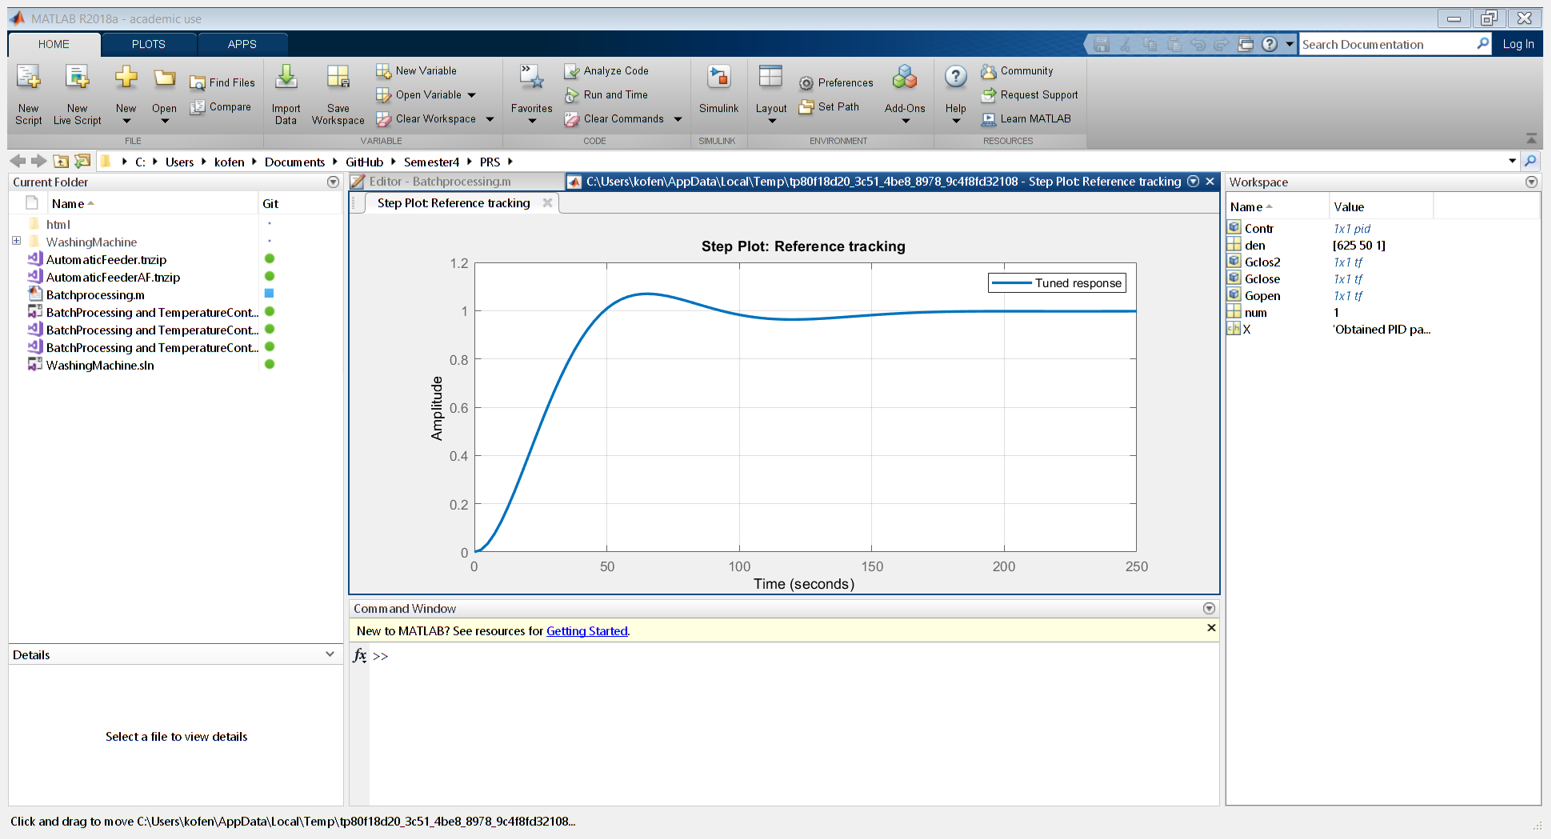 MATLAB R2018a - academic use
HOME PLOTS APPS
Search Documentation
Log In
New Script
New Live Script
New
Open
Find Files
Compare
FILE
Import Data
Save Workspace
New Variable
Open Variable
Clear Workspace
VARIABLE
Favorites
Analyze Code
Run and Time
Clear Commands
CODE
Simulink
SIMULINK
Layout
Preferences
Set Path
Add-Ons
ENVIRONMENT
Help
Community
Request Support
Learn MATLAB
RESOURCES
C: Users kofen Documents GitHub Semester4 PRS
Current Folder
Name Git
html
WashingMachine
AutomaticFeeder.tnzip
AutomaticFeederAF.tnzip
Batchprocessing.m
BatchProcessing and TemperatureCont...
BatchProcessing and TemperatureCont...
BatchProcessing and TemperatureCont...
WashingMachine.sln
Details
Select a file to view details
Editor - Batchprocessing.m
C:\Users\kofen\AppData\Local\Temp\tp80f18d20_3c51_4be8_8978_9c4f8fd32108 - Step Plot: Reference tracking
Step Plot: Reference tracking
Step Plot: Reference tracking
Tuned response
1.2
1
0.8
0.6
0.4
0.2
0
Amplitude
0 50 100 150 200 250
Time (seconds)
Command Window
New to MATLAB? See resources for Getting Started.
fx >>
Workspace
Name Value
Contr 1x1 pid
den [625 50 1]
Gclos2 1x1 tf
Gclose 1x1 tf
Gopen 1x1 tf
num 1
ch X 'Obtained PID pa...
Click and drag to move C:\Users\kofen\AppData\Local\Temp\tp80f18d20_3c51_4be8_8978_9c4f8fd32108...